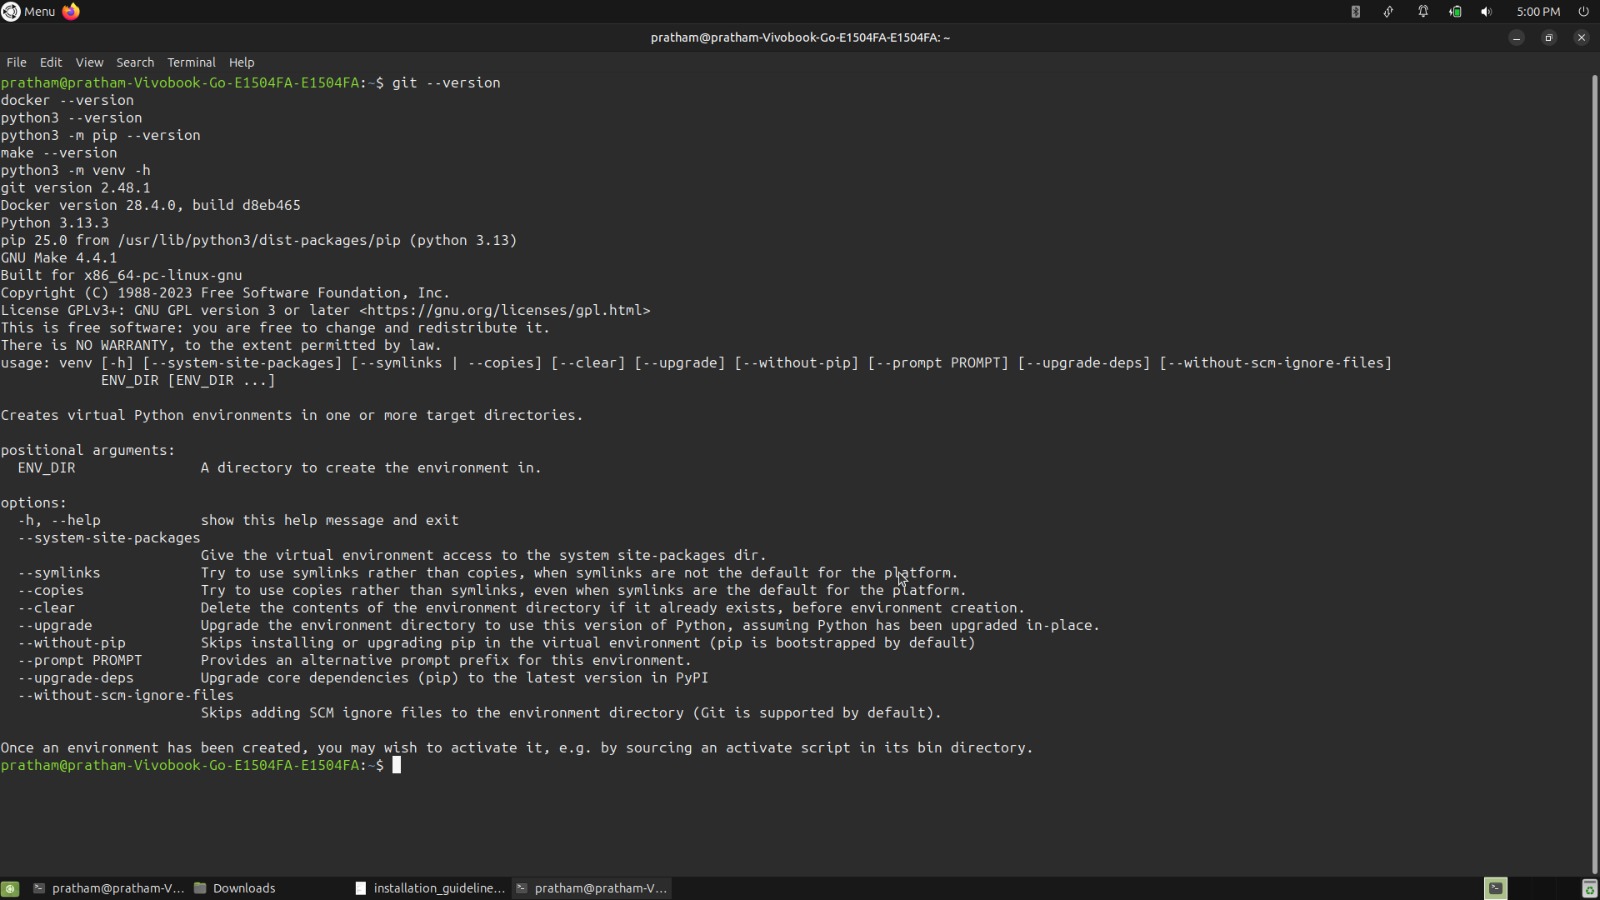 Menu
5:00 PM
pratham@pratham-Vivobook-Go-E1504FA-E1504FA: ~
File Edit View Search Terminal Help
pratham@pratham-Vivobook-Go-E1504FA-E1504FA:~$ git --version
docker --version
python3 --version
python3 -m pip --version
make --version
python3 -m venv -h
git version 2.48.1
Docker version 28.4.0, build d8eb465
Python 3.13.3
pip 25.0 from /usr/lib/python3/dist-packages/pip (python 3.13)
GNU Make 4.4.1
Built for x86_64-pc-linux-gnu
Copyright (C) 1988-2023 Free Software Foundation, Inc.
License GPLv3+: GNU GPL version 3 or later <https://gnu.org/licenses/gpl.html>
This is free software: you are free to change and redistribute it.
There is NO WARRANTY, to the extent permitted by law.
usage: venv [-h] [--system-site-packages] [--symlinks | --copies] [--clear] [--upgrade] [--without-pip] [--prompt PROMPT] [--upgrade-deps] [--without-scm-ignore-files]
            ENV_DIR [ENV_DIR ...]

Creates virtual Python environments in one or more target directories.

positional arguments:
  ENV_DIR               A directory to create the environment in.

options:
  -h, --help            show this help message and exit
  --system-site-packages
                        Give the virtual environment access to the system site-packages dir.
  --symlinks            Try to use symlinks rather than copies, when symlinks are not the default for the platform.
  --copies              Try to use copies rather than symlinks, even when symlinks are the default for the platform.
  --clear               Delete the contents of the environment directory if it already exists, before environment creation.
  --upgrade             Upgrade the environment directory to use this version of Python, assuming Python has been upgraded in-place.
  --without-pip         Skips installing or upgrading pip in the virtual environment (pip is bootstrapped by default)
  --prompt PROMPT       Provides an alternative prompt prefix for this environment.
  --upgrade-deps        Upgrade core dependencies (pip) to the latest version in PyPI
  --without-scm-ignore-files
                        Skips adding SCM ignore files to the environment directory (Git is supported by default).

Once an environment has been created, you may wish to activate it, e.g. by sourcing an activate script in its bin directory.
pratham@pratham-Vivobook-Go-E1504FA-E1504FA:~$
pratham@pratham-V... Downloads installation_guideline... pratham@pratham-V...